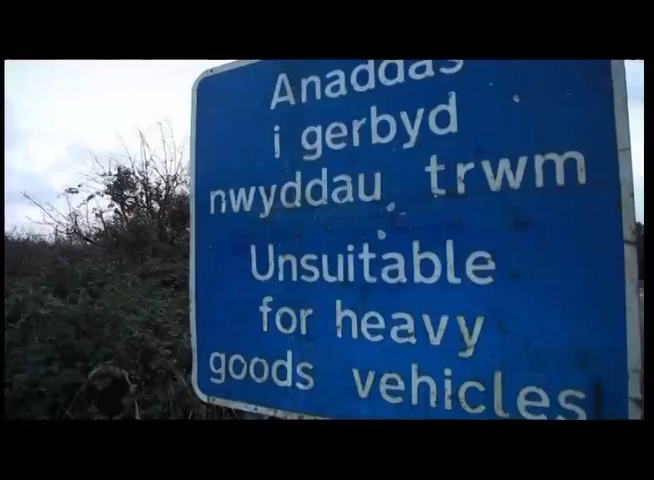 Anaddas
i gerbyd
nwyddau trwm
Unsuitable
for heavy
goods vehicles